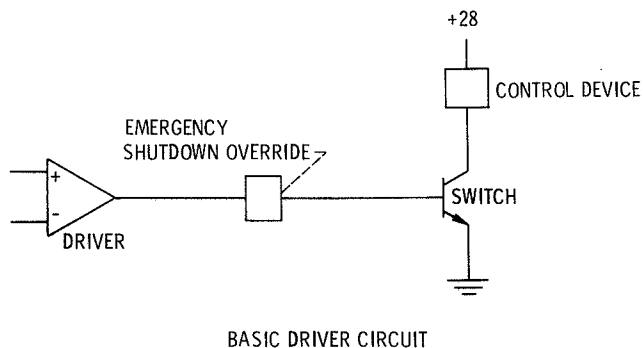 +28
CONTROL DEVICE
EMERGENCY
SHUTDOWN OVERRIDE
+
-
DRIVER
SWITCH
BASIC DRIVER CIRCUIT